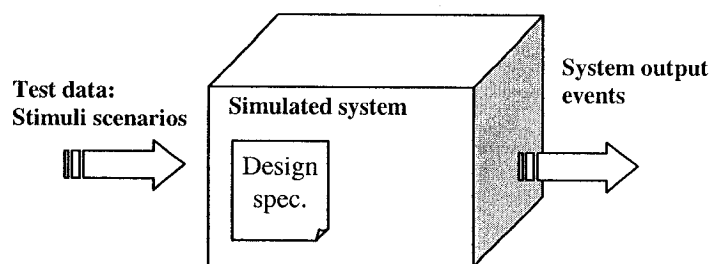 Test data:
Stimuli scenarios
Simulated system
Design
spec.
System output
events